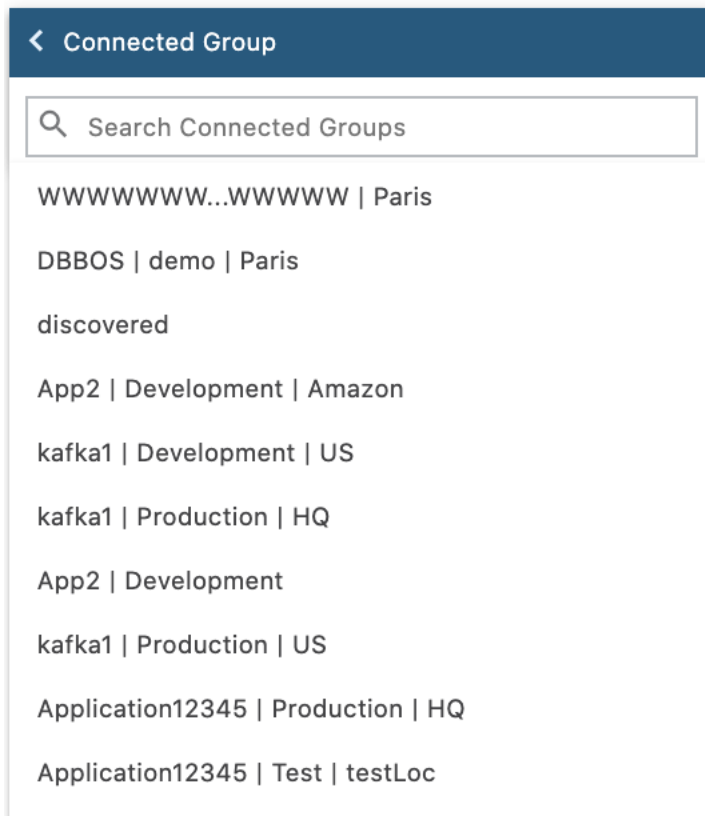 Connected Group
Search Connected Groups
WWWWWWW...WWWWW | Paris
DBBOS | demo | Paris
discovered
App2 | Development | Amazon
kafka1 | Development | US
kafka1 | Production | HQ
App2 | Development
kafka1 | Production | US
Application12345 | Production | HQ
Application12345 | Test | testLoc